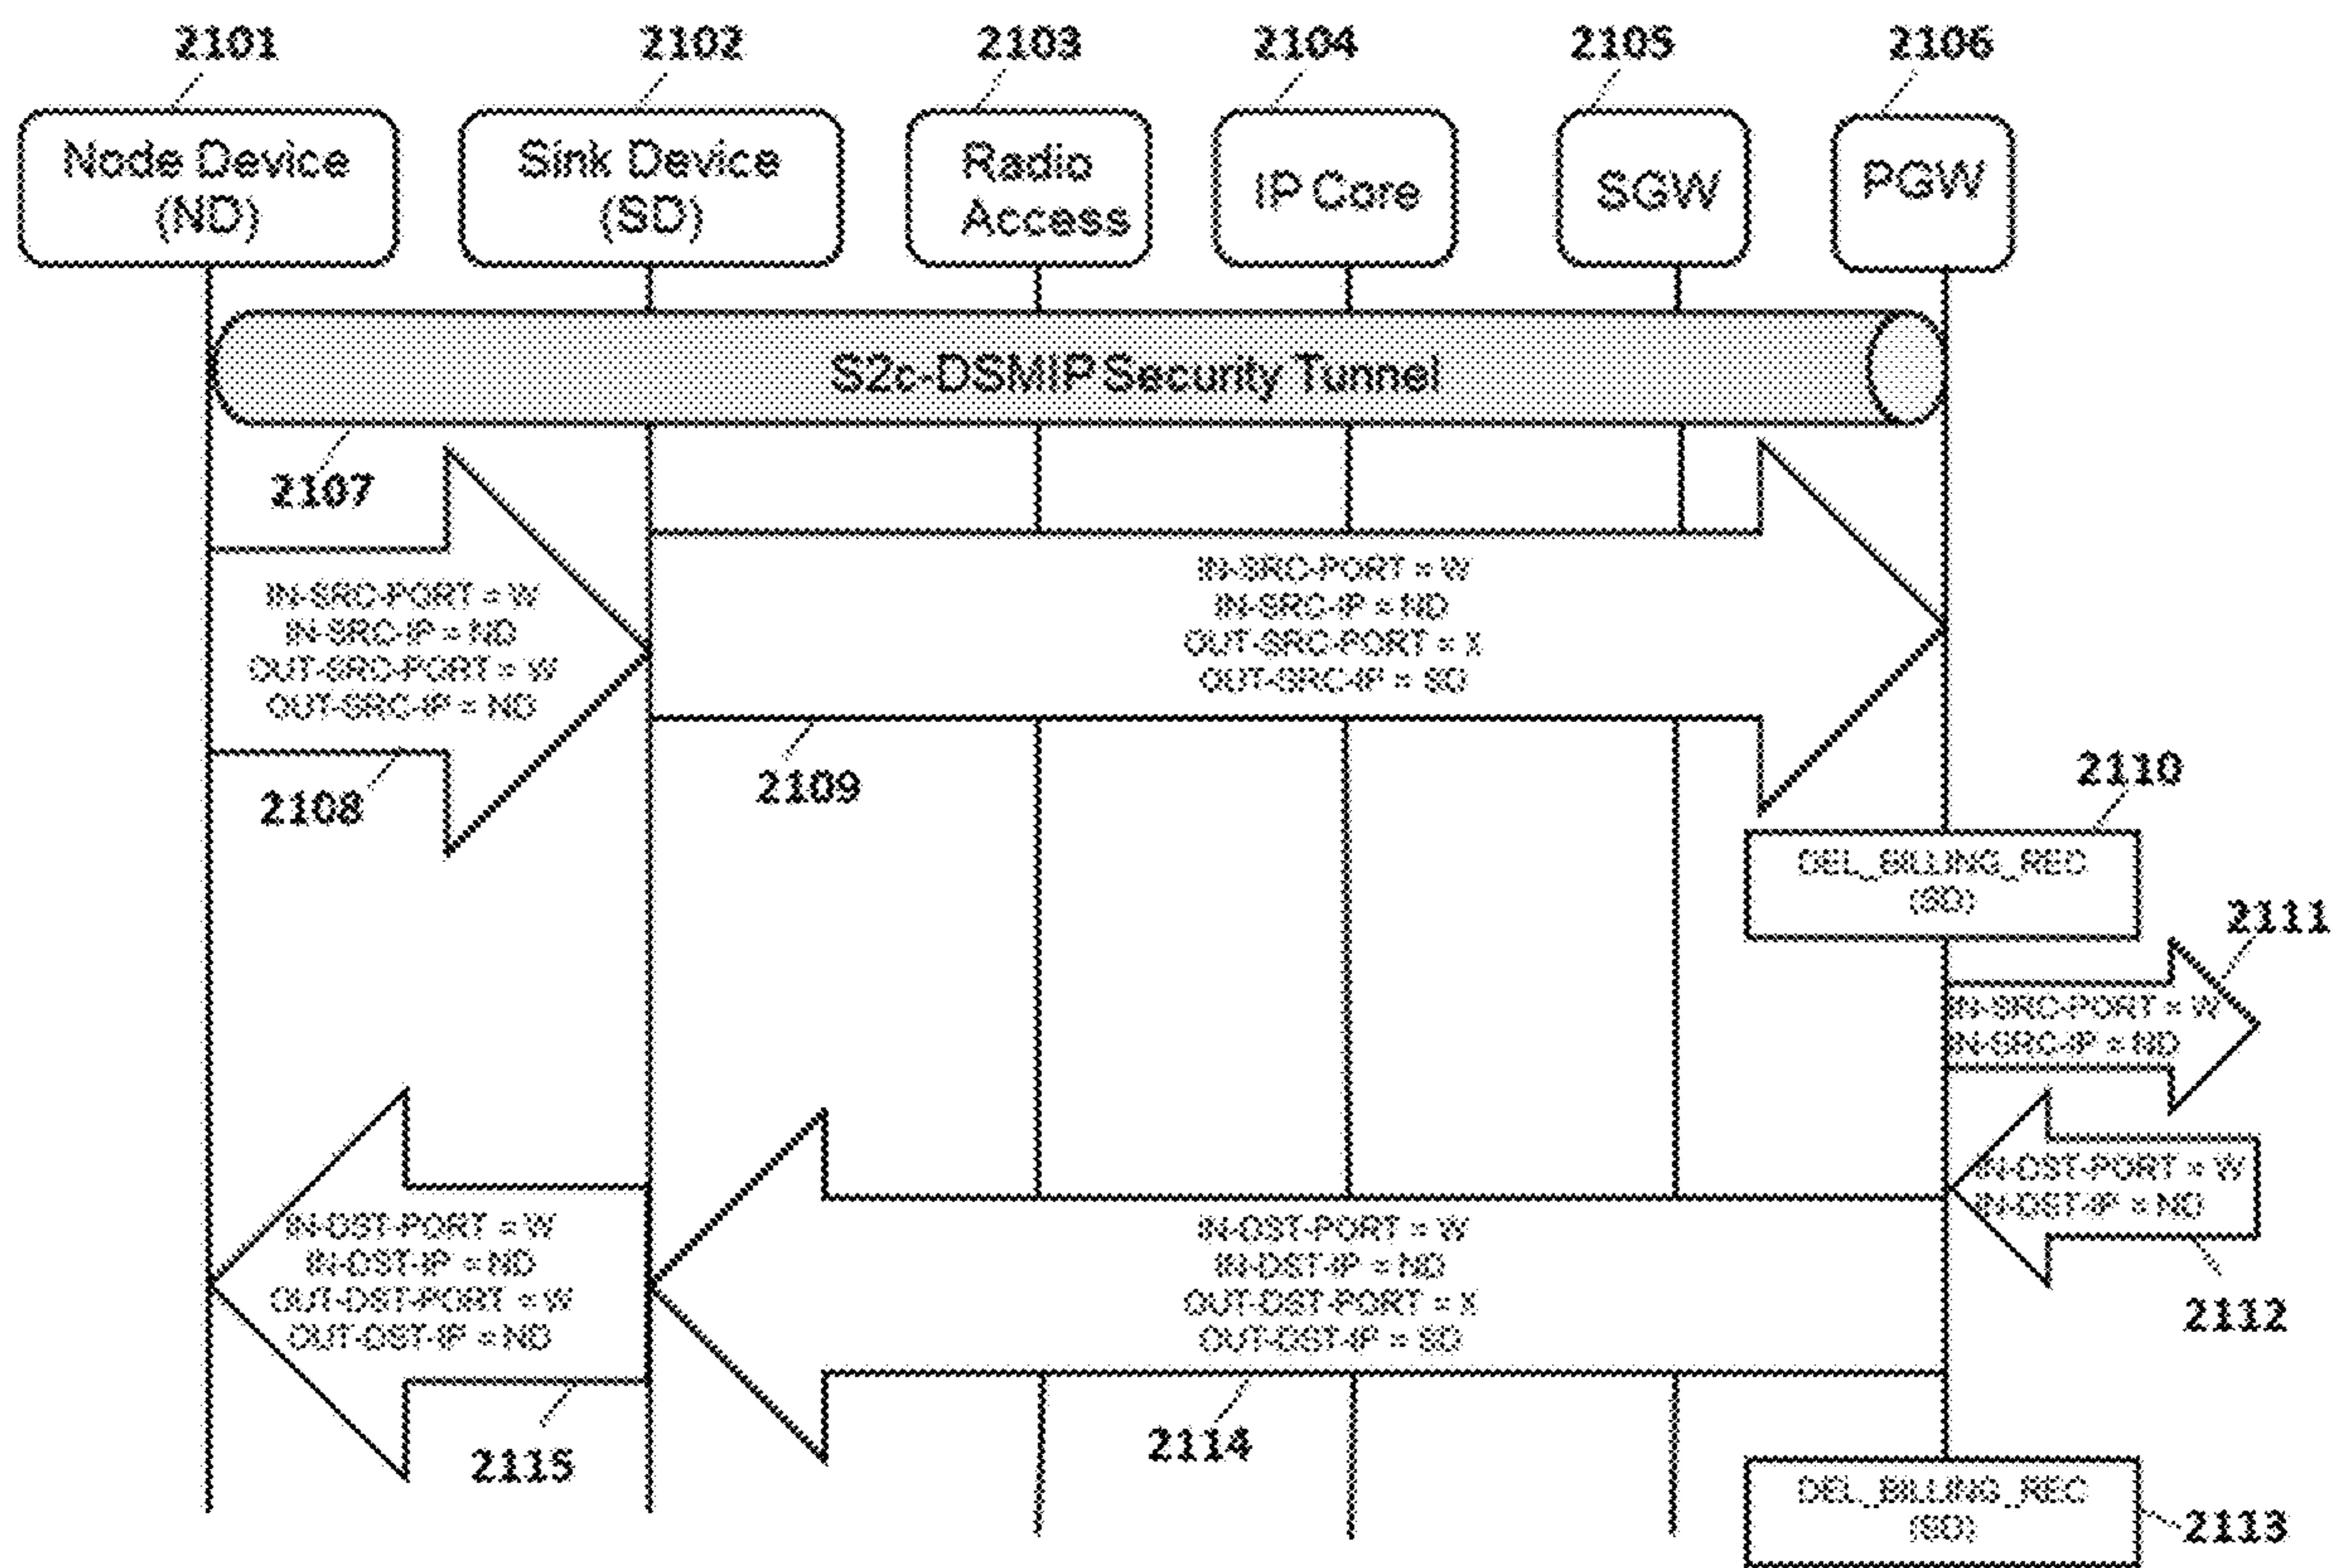 2101
2102
2103
2104
2105
2106
Node Device
(ND)
Sink Device
(SD)
Radio
Access
IP Core
SGW
PGW
S2c-DSMIP Security Tunnel
2107
IN-SRC-PORT = W
IN-SRC-IP = ND
OUT-SRC-PORT = W
OUT-SRC-IP = ND
2108
IN-SRC-PORT = W
IN-SRC-IP = ND
OUT-SRC-PORT = X
OUT-SRC-IP = SD
2109
2110
DEL_BILLING_REC
(SD)
2111
IN-SRC-PORT = W
IN-SRC-IP = ND
IN-DST-PORT = W
IN-DST-IP = ND
2112
IN-DST-PORT = W
IN-DST-IP = ND
OUT-DST-PORT = X
OUT-DST-IP = SD
2114
IN-DST-PORT = W
IN-DST-IP = ND
OUT-DST-PORT = W
OUT-DST-IP = ND
2115
DEL_BILLING_REC
(SD)
2113